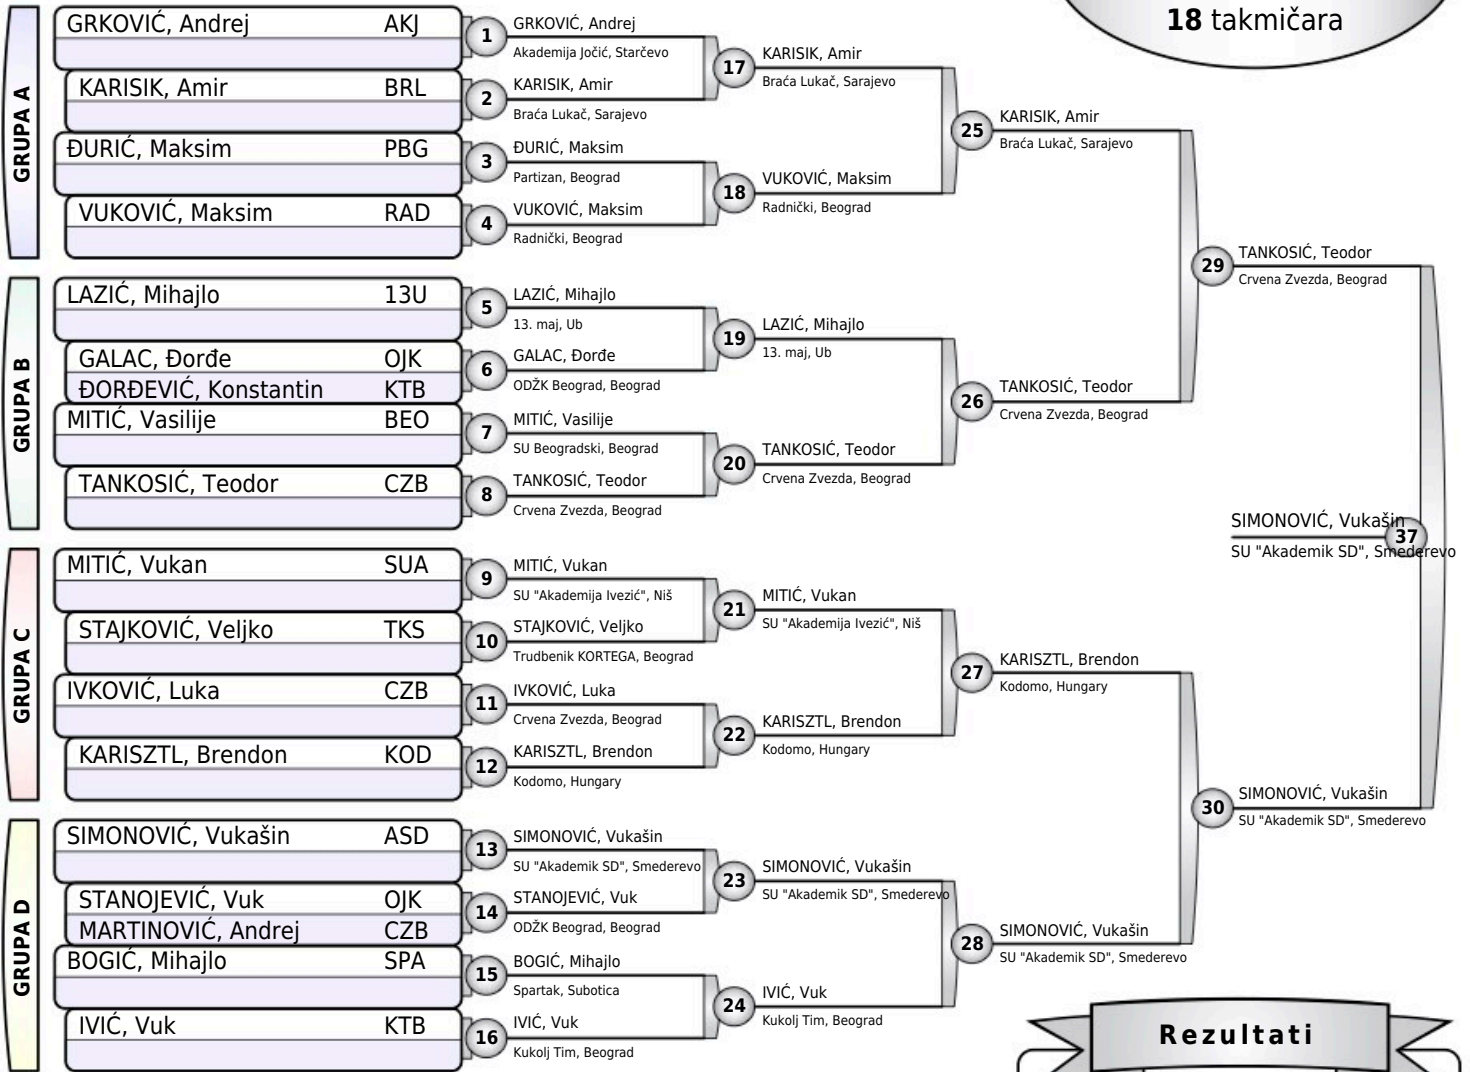 18 takmičara
GRUPA A
GRKOVIĆ, Andrej AKJ
KARISIK, Amir BRL
ĐURIĆ, Maksim PBG
VUKOVIĆ, Maksim RAD
GRUPA B
LAZIĆ, Mihajlo 13U
GALAC, Đorđe OJK
ĐORĐEVIĆ, Konstantin KTB
MITIĆ, Vasilije BEO
TANKOSIĆ, Teodor CZB
GRUPA C
MITIĆ, Vukan SUA
STAJKOVIĆ, Veljko TKS
IVKOVIĆ, Luka CZB
KARISZTL, Brendon KOD
GRUPA D
SIMONOVIĆ, Vukašin ASD
STANOJEVIĆ, Vuk OJK
MARTINOVIĆ, Andrej CZB
BOGIĆ, Mihajlo SPA
IVIĆ, Vuk KTB
1 GRKOVIĆ, Andrej
Akademija Jočić, Starčevo
2 KARISIK, Amir
Braća Lukač, Sarajevo
3 ĐURIĆ, Maksim
Partizan, Beograd
4 VUKOVIĆ, Maksim
Radnički, Beograd
5 LAZIĆ, Mihajlo
13. maj, Ub
6 GALAC, Đorđe
ODŽK Beograd, Beograd
7 MITIĆ, Vasilije
SU Beogradski, Beograd
8 TANKOSIĆ, Teodor
Crvena Zvezda, Beograd
9 MITIĆ, Vukan
SU "Akademija Ivezić", Niš
10 STAJKOVIĆ, Veljko
Trudbenik KORTEGA, Beograd
11 IVKOVIĆ, Luka
Crvena Zvezda, Beograd
12 KARISZTL, Brendon
Kodomo, Hungary
13 SIMONOVIĆ, Vukašin
SU "Akademik SD", Smederevo
14 STANOJEVIĆ, Vuk
ODŽK Beograd, Beograd
15 BOGIĆ, Mihajlo
Spartak, Subotica
16 IVIĆ, Vuk
Kukolj Tim, Beograd
17 KARISIK, Amir
Braća Lukač, Sarajevo
18 VUKOVIĆ, Maksim
Radnički, Beograd
19 LAZIĆ, Mihajlo
13. maj, Ub
20 TANKOSIĆ, Teodor
Crvena Zvezda, Beograd
21 MITIĆ, Vukan
SU "Akademija Ivezić", Niš
22 KARISZTL, Brendon
Kodomo, Hungary
23 SIMONOVIĆ, Vukašin
SU "Akademik SD", Smederevo
24 IVIĆ, Vuk
Kukolj Tim, Beograd
25 KARISIK, Amir
Braća Lukač, Sarajevo
26 TANKOSIĆ, Teodor
Crvena Zvezda, Beograd
27 KARISZTL, Brendon
Kodomo, Hungary
28 SIMONOVIĆ, Vukašin
SU "Akademik SD", Smederevo
29 TANKOSIĆ, Teodor
Crvena Zvezda, Beograd
30 SIMONOVIĆ, Vukašin
SU "Akademik SD", Smederevo
SIMONOVIĆ, Vukašin 37
SU "Akademik SD", Smederevo
Rezultati